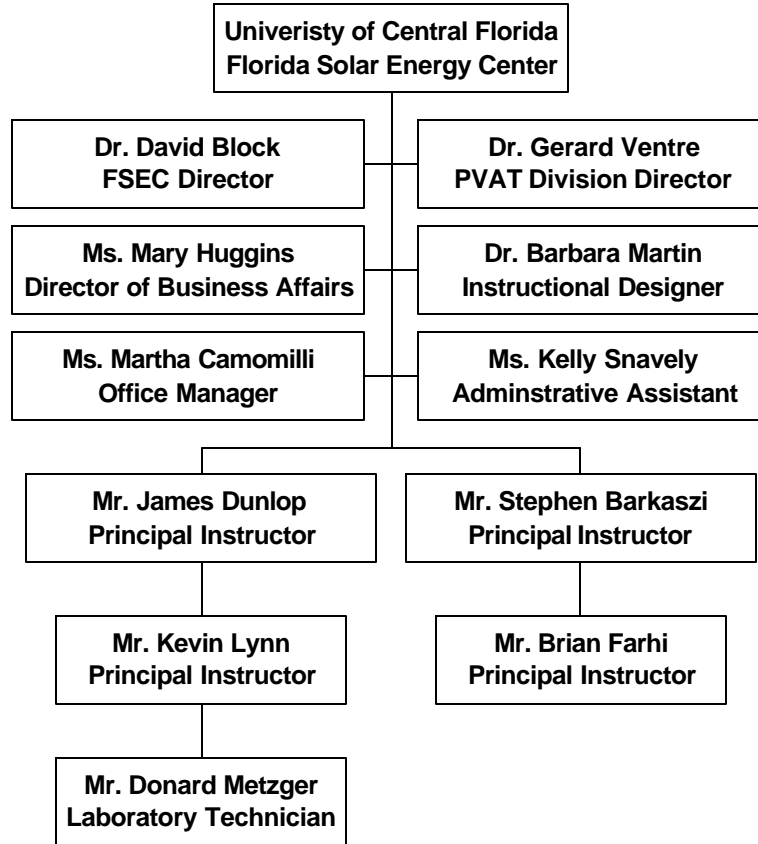 Univeristy of Central Florida
Florida Solar Energy Center
Dr. David Block
FSEC Director
Dr. Gerard Ventre
PVAT Division Director
Ms. Mary Huggins
Director of Business Affairs
Dr. Barbara Martin
Instructional Designer
Ms. Martha Camomilli
Office Manager
Ms. Kelly Snavely
Adminstrative Assistant
Mr. James Dunlop
Principal Instructor
Mr. Stephen Barkaszi
Principal Instructor
Mr. Kevin Lynn
Principal Instructor
Mr. Brian Farhi
Principal Instructor
Mr. Donard Metzger
Laboratory Technician